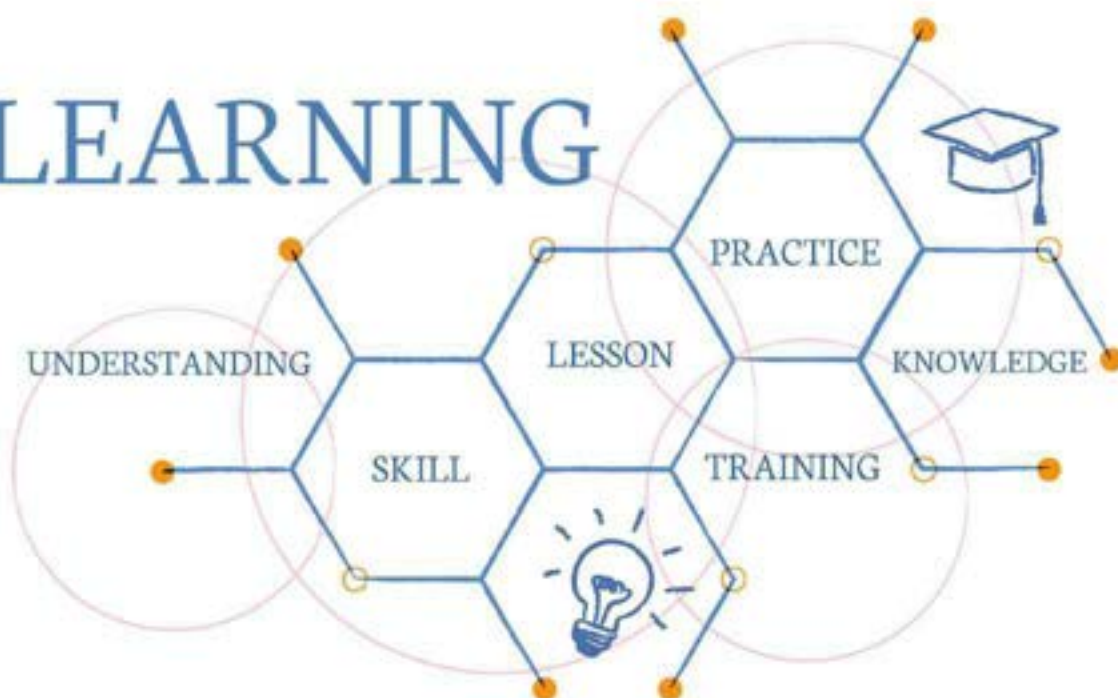 LEARNING
PRACTICE
UNDERSTANDING
LESSON
KNOWLEDGE
SKILL
TRAINING